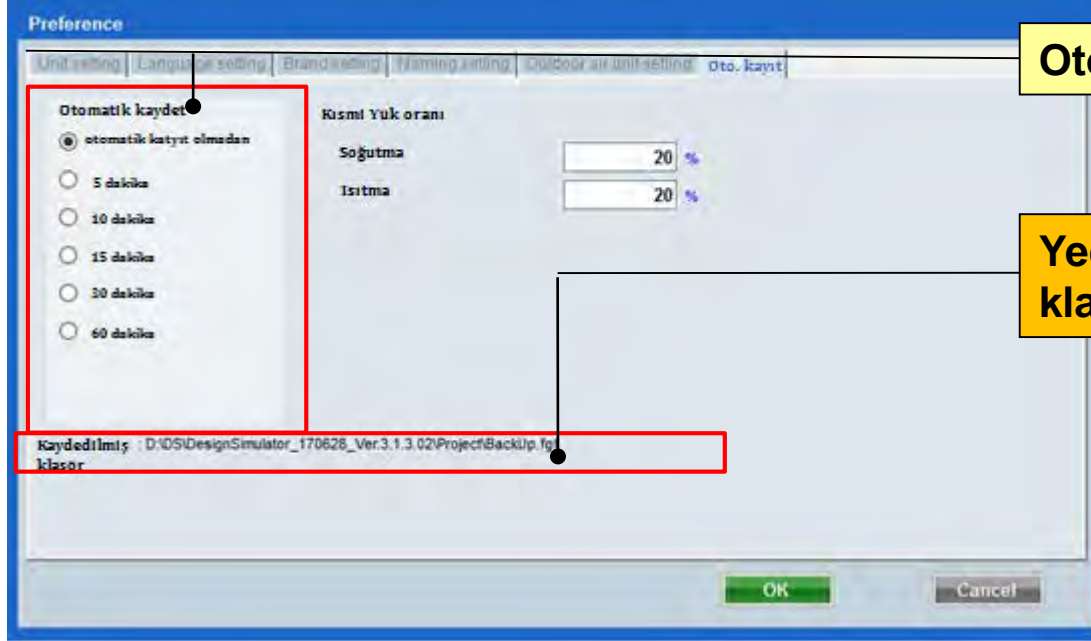 Preference
Unit setting Language setting Brand setting Naming setting Outdoor air unit setting Oto. kayıt
Otomatik kaydet
otomatik katyıt olmadan
5 dakika
10 dakika
15 dakika
30 dakika
60 dakika
Kısmi Yuk oranı
Soğutma 20 %
Isıtma 20 %
Kaydedilmiş : D:\DS\DesignSimulator_170628_Ver.3.1.3.02\Project\BackUp.fg
klasör
OK Cancel
Oto
Ye
kla